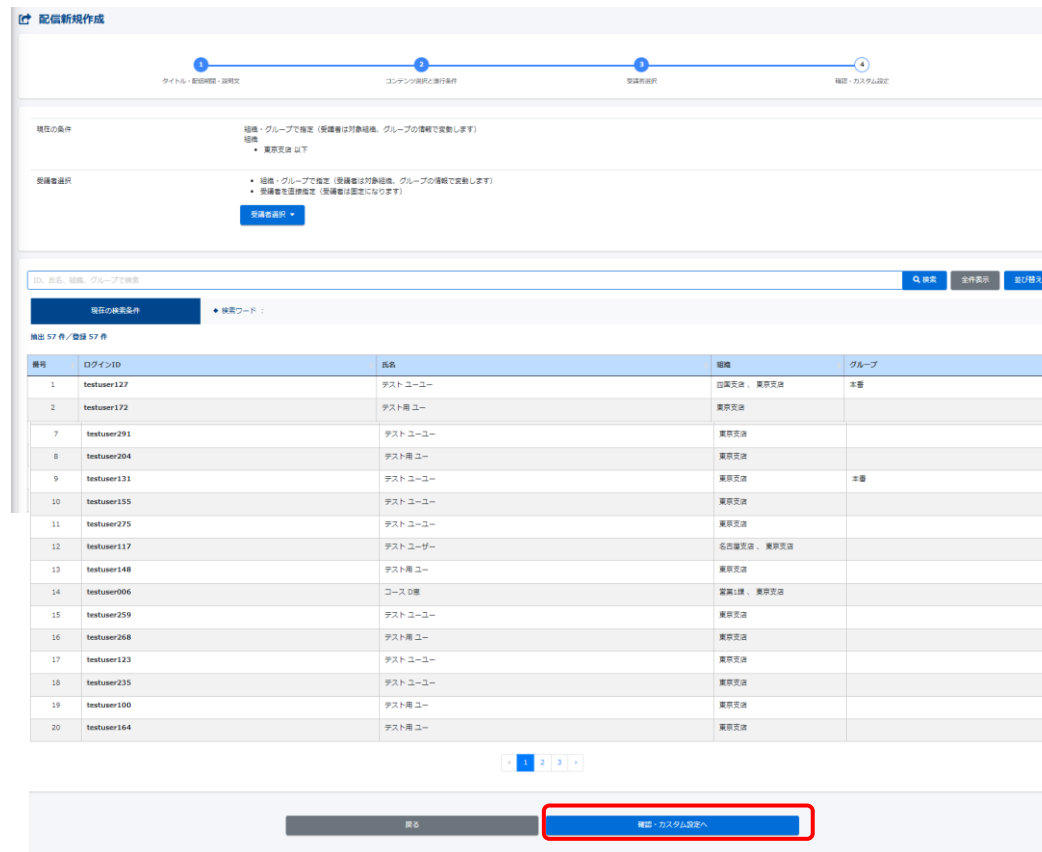 配信新規作成
1 2 3 4
タイトル・配信期間・説明文 コンテンツ選択と進行条件 受講者選択 確認・カスタム設定
現在の条件 組織・グループで指定（受講者は対象組織、グループの情報で変動します）
組織
• 東京支店 以下
受講者選択 • 組織・グループで指定（受講者は対象組織、グループの情報で変動します）
• 受講者を直接指定（受講者は固定になります）
受講者選択
ID、氏名、組織、グループで検索 検索 全件表示 並び替え
現在の検索条件 ◆ 検索ワード：
抽出 57 件／登録 57 件
番号 ログインID 氏名 組織 グループ
1 testuser127 テスト ユーユー 四国支店 、 東京支店 本番
2 testuser172 テスト用 ユー 東京支店
7 testuser291 テスト ユーユー 東京支店
8 testuser204 テスト用 ユー 東京支店
9 testuser131 テスト ユーユー 東京支店 本番
10 testuser155 テスト ユーユー 東京支店
11 testuser275 テスト ユーユー 東京支店
12 testuser117 テスト ユーザー 名古屋支店 、 東京支店
13 testuser148 テスト用 ユー 東京支店
14 testuser006 コース D恵 営業1課 、 東京支店
15 testuser259 テスト ユーユー 東京支店
16 testuser268 テスト用 ユー 東京支店
17 testuser123 テスト ユーユー 東京支店
18 testuser235 テスト ユーユー 東京支店
19 testuser100 テスト用 ユー 東京支店
20 testuser164 テスト用 ユー 東京支店
‹ 1 2 3 ›
戻る 確認・カスタム設定へ